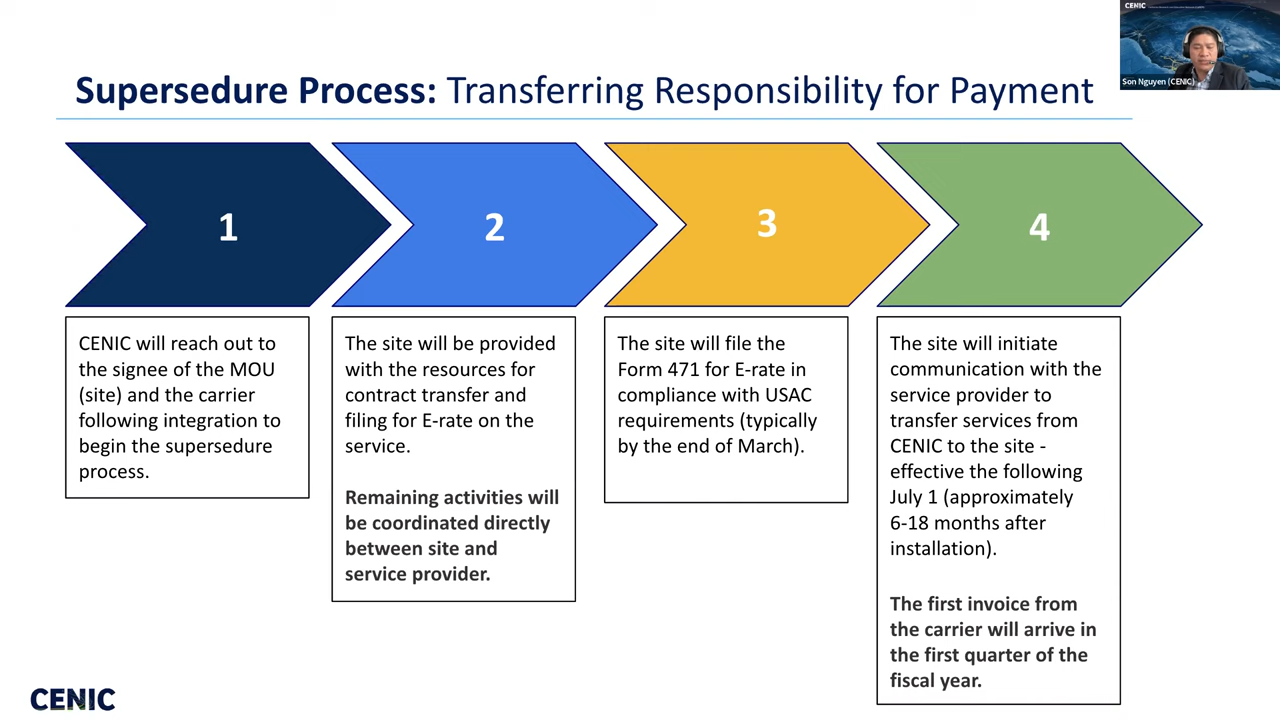 CENIC
Son Nguyen (CENIC)
Supersedure Process: Transferring Responsibility for Payment
1
2
3
4
CENIC will reach out to
the signee of the MOU
(site) and the carrier
following integration to
begin the supersedure
process.
The site will be provided
with the resources for
contract transfer and
filing for E-rate on the
service.
Remaining activities will
be coordinated directly
between site and
service provider.
The site will file the
Form 471 for E-rate in
compliance with USAC
requirements (typically
by the end of March).
The site will initiate
communication with the
service provider to
transfer services from
CENIC to the site -
effective the following
July 1 (approximately
6-18 months after
installation).
The first invoice from
the carrier will arrive in
the first quarter of the
fiscal year.
CENIC